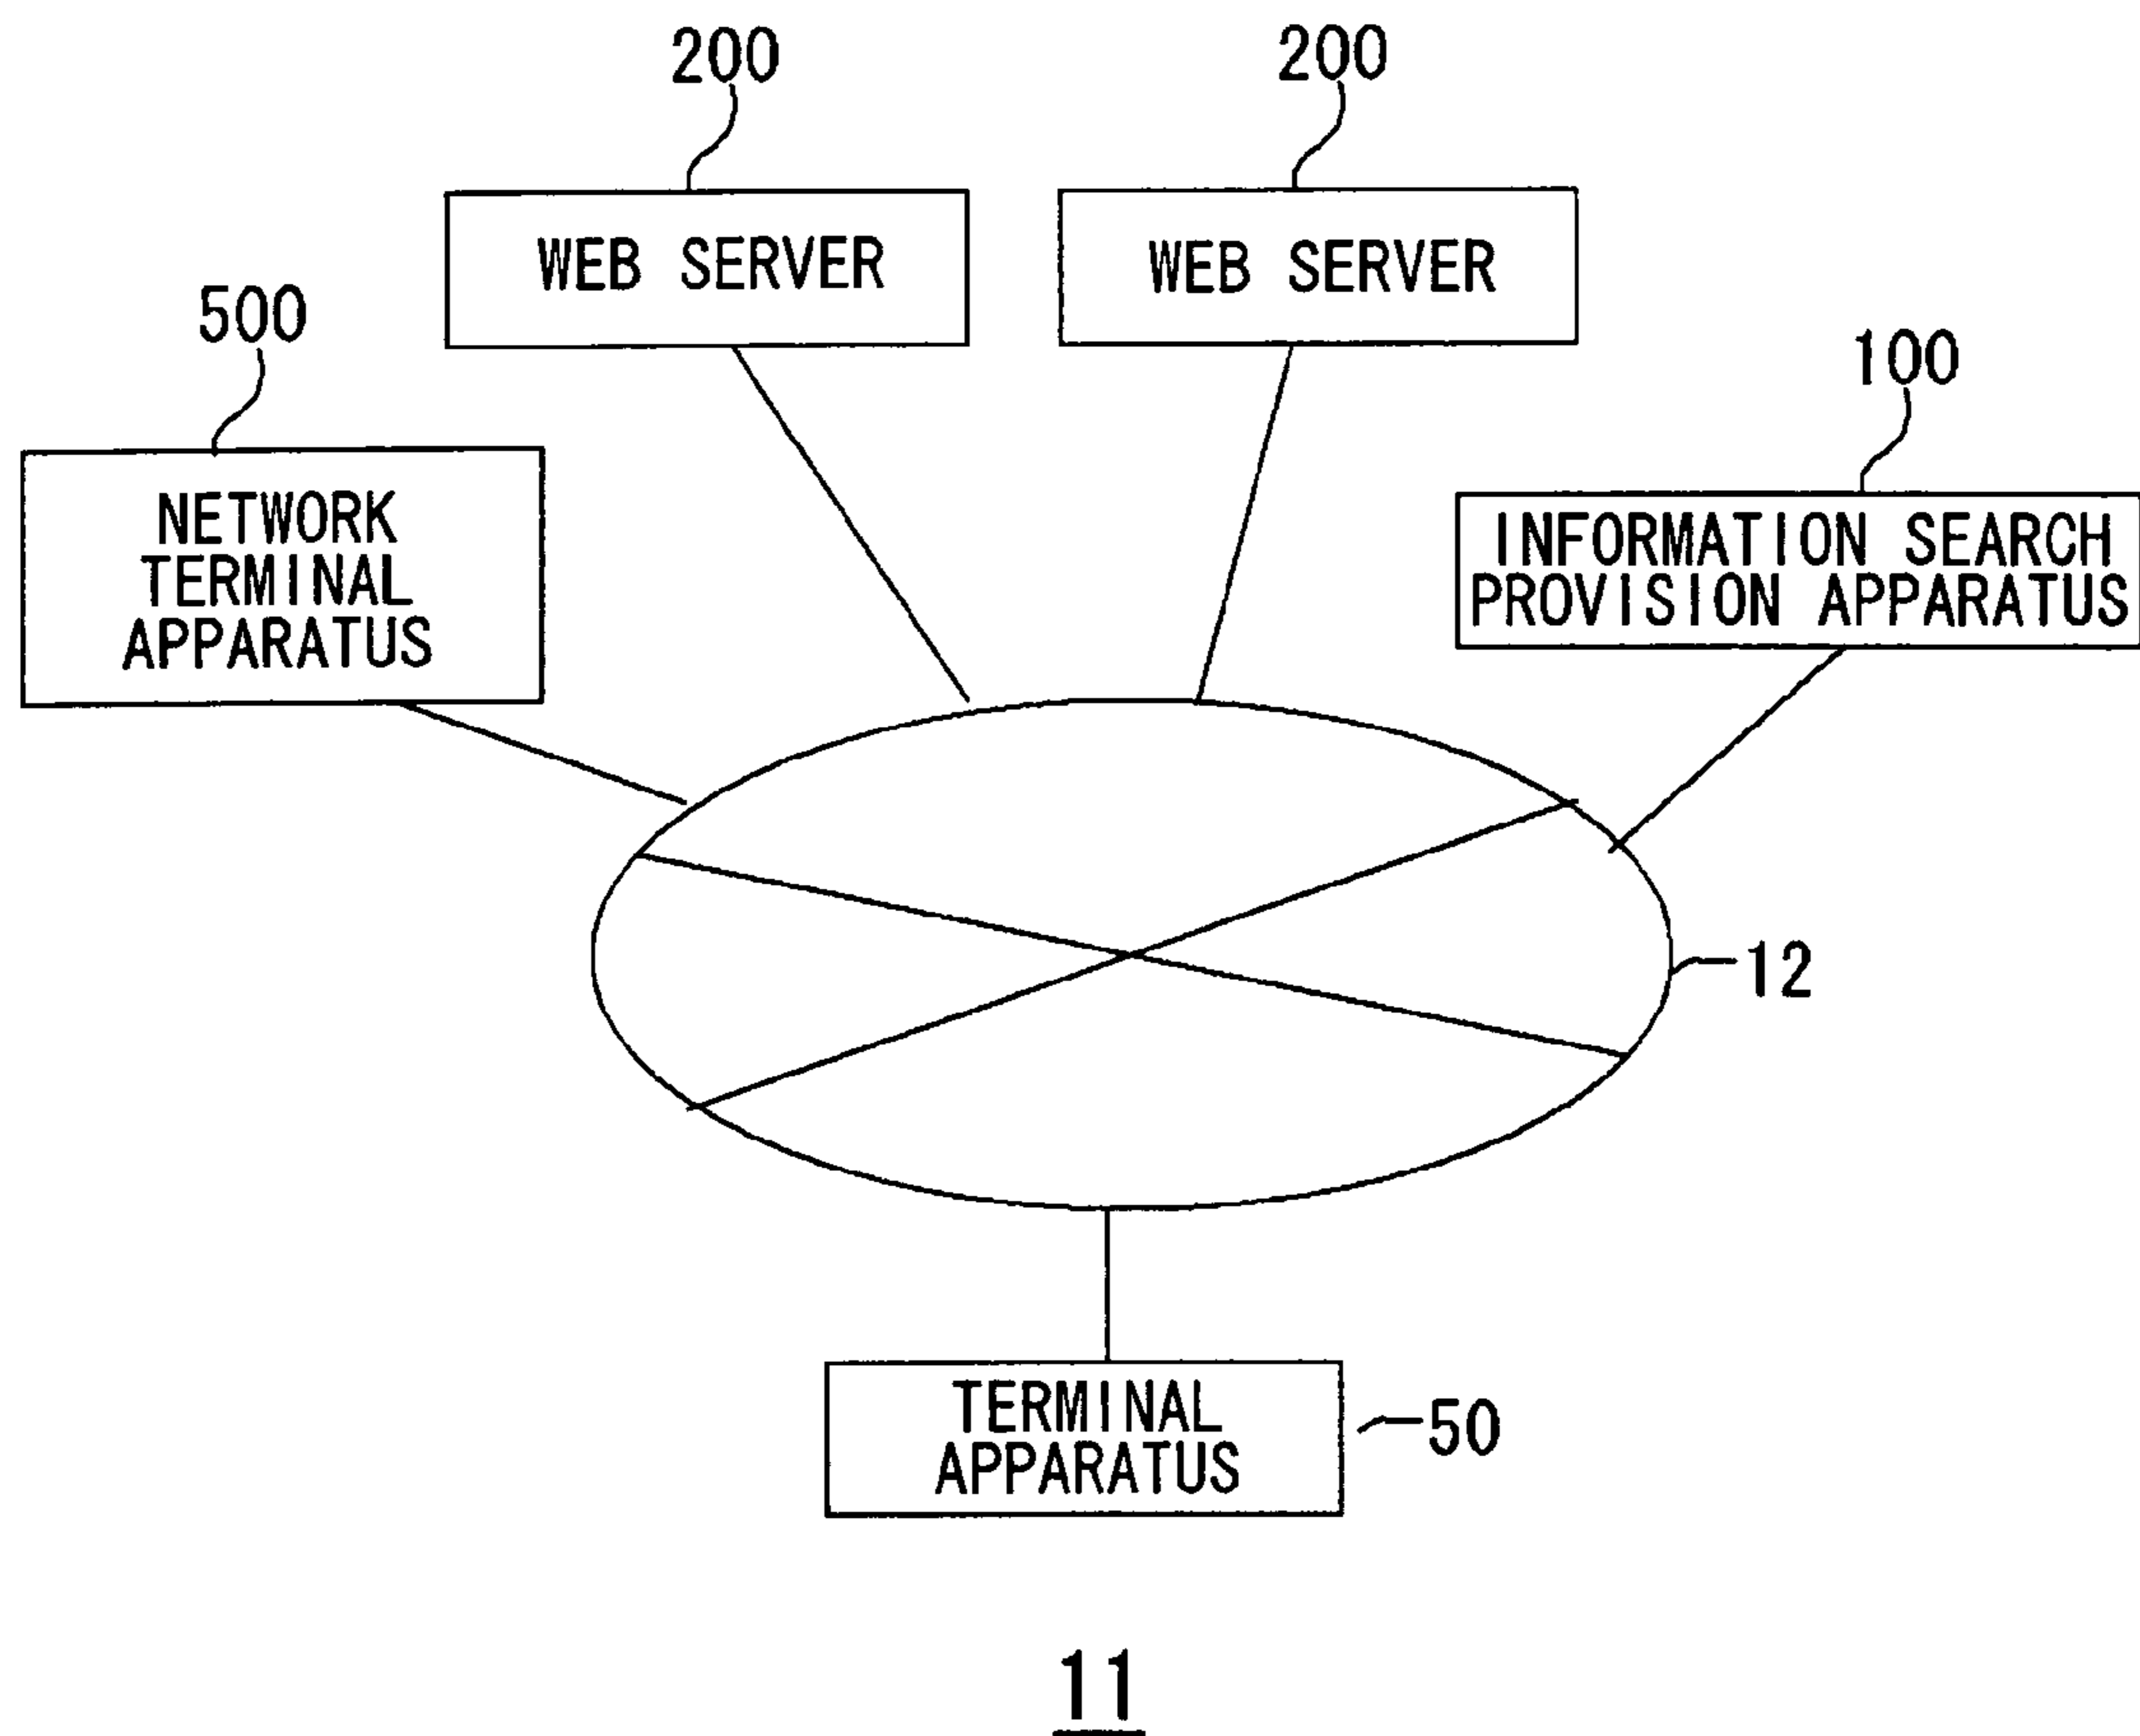 200
200
WEB SERVER
WEB SERVER
500
100
NETWORK
TERMINAL
APPARATUS
INFORMATION SEARCH
PROVISION APPARATUS
12
TERMINAL
APPARATUS
50
11